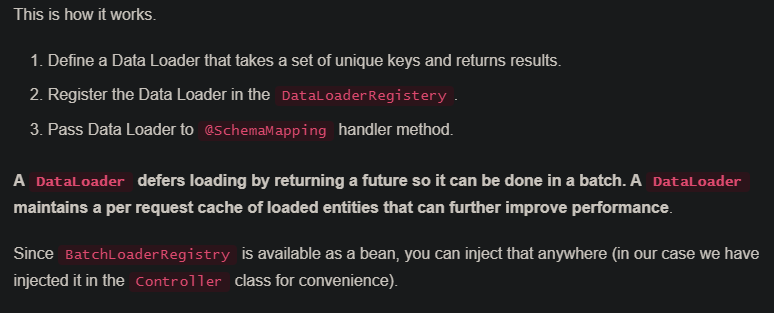 This is how it works.
1. Define a Data Loader that takes a set of unique keys and returns results.
2. Register the Data Loader in the DataLoaderRegistery .
3. Pass Data Loader to @SchemaMapping handler method.
A DataLoader defers loading by returning a future so it can be done in a batch. A DataLoader
maintains a per request cache of loaded entities that can further improve performance.
Since BatchLoaderRegistry is available as a bean, you can inject that anywhere (in our case we have
injected it in the Controller class for convenience).